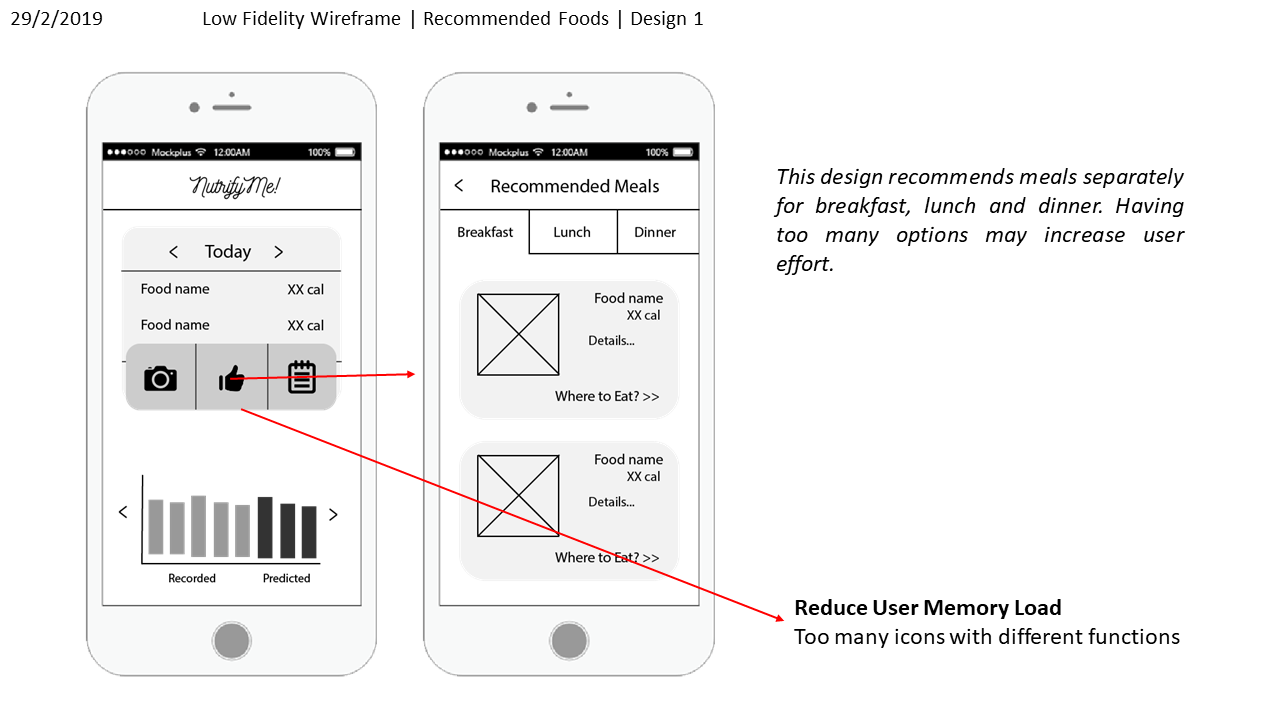 29/2/2019 Low Fidelity Wireframe | Recommended Foods | Design 1
Mockplus 12:00AM 100%
NutrifyMe!
< Today >
Food name XX cal
Food name XX cal
< >
Recorded Predicted
Mockplus 12:00AM 100%
< Recommended Meals
Breakfast Lunch Dinner
Food name
XX cal
Details...
Where to Eat? >>
Food name
XX cal
Details...
Where to Eat? >>
This design recommends meals separately
for breakfast, lunch and dinner. Having
too many options may increase user
effort.
Reduce User Memory Load
Too many icons with different functions